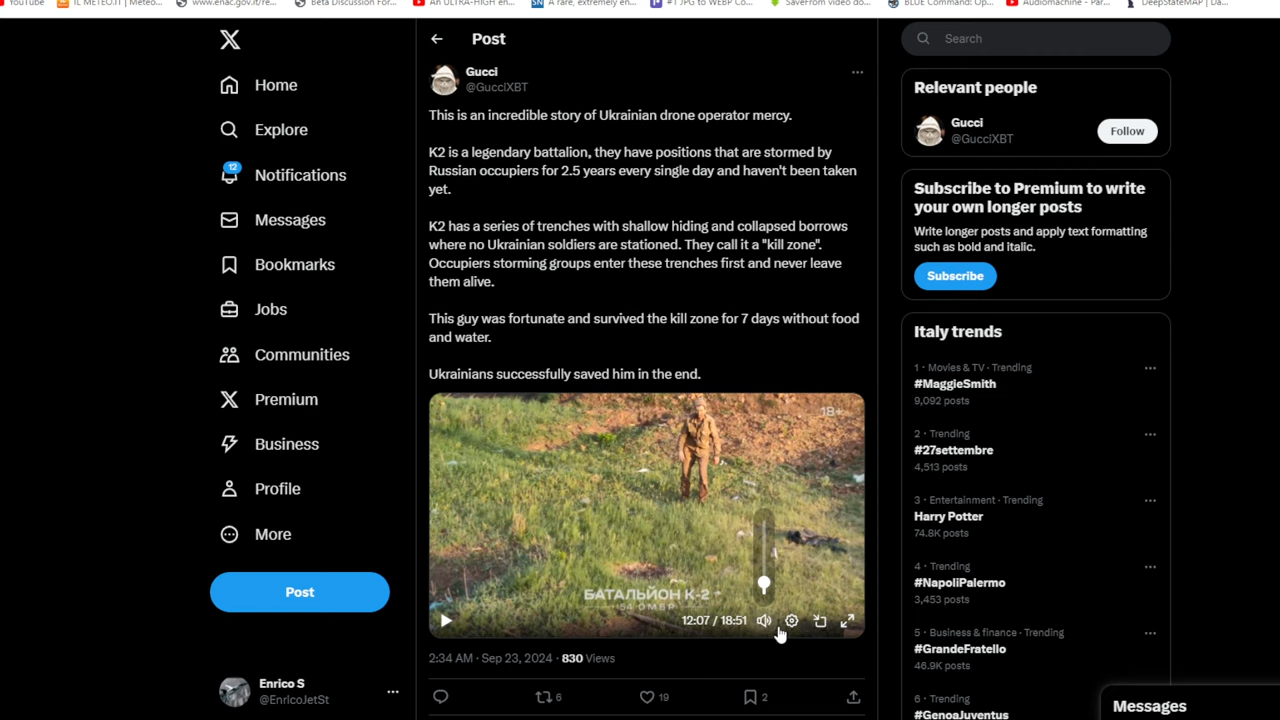 YouTube
IL METEO.IT | Meteo...
www.enac.gov.it/re...
Beta Discussion For...
An ULTRA-HIGH en...
A rare, extremely en...
#1 JPG to WEBP Co...
SaveFrom video do...
BLUE Command: Op...
Audiomachine - Par...
DeepStateMAP | Da...
Home
Explore
12
Notifications
Messages
Bookmarks
Jobs
Communities
Premium
Business
Profile
More
Post
Enrico S
@EnricoJetSt
Post
Gucci
@GucciXBT
This is an incredible story of Ukrainian drone operator mercy.
K2 is a legendary battalion, they have positions that are stormed by
Russian occupiers for 2.5 years every single day and haven't been taken
yet.
K2 has a series of trenches with shallow hiding and collapsed borrows
where no Ukrainian soldiers are stationed. They call it a "kill zone".
Occupiers storming groups enter these trenches first and never leave
them alive.
This guy was fortunate and survived the kill zone for 7 days without food
and water.
Ukrainians successfully saved him in the end.
18+
БАТАЛЬЙОН К-2
54 ОМБР
12:07 / 18:51
2:34 AM · Sep 23, 2024 · 830 Views
6
19
2
Search
Relevant people
Gucci
@GucciXBT
Follow
Subscribe to Premium to write
your own longer posts
Write longer posts and apply text formatting
such as bold and italic.
Subscribe
Italy trends
1 · Movies & TV · Trending
#MaggieSmith
9,092 posts
2 · Trending
#27settembre
4,513 posts
3 · Entertainment · Trending
Harry Potter
74.8K posts
4 · Trending
#NapoliPalermo
3,453 posts
5 · Business & finance · Trending
#GrandeFratello
46.9K posts
6 · Trending
#GenoaJuventus
Messages